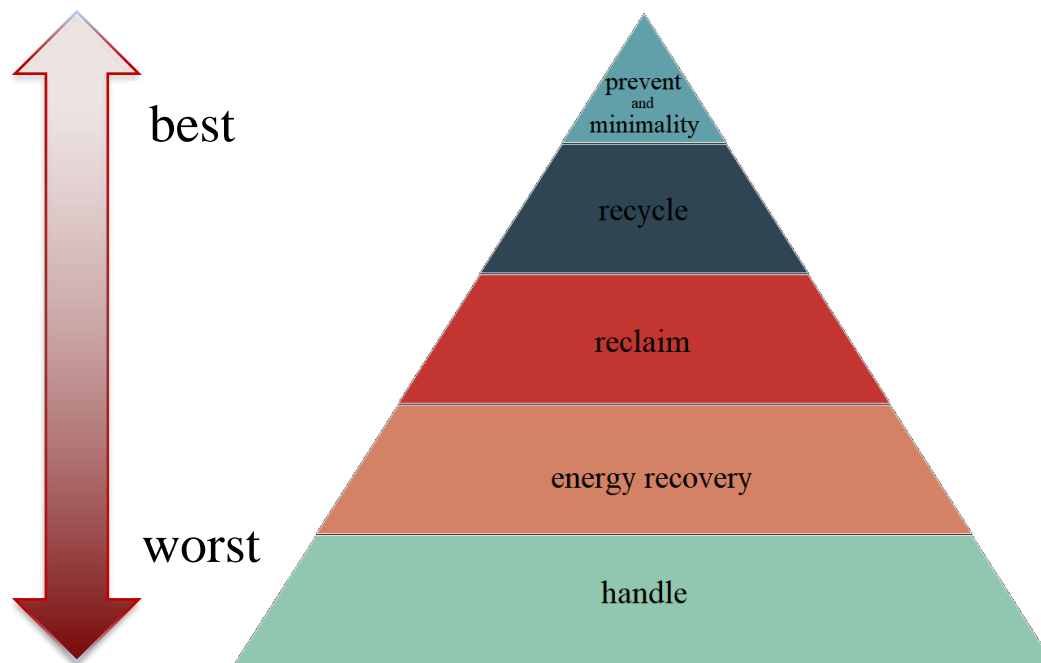 best
prevent
and
minimality
recycle
reclaim
energy recovery
worst
handle